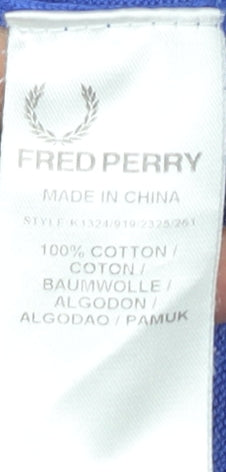 FRED PERRY
MADE IN CHINA
STYLE K1324/919/2325/261
100% COTTON /
COTON /
BAUMWOLLE /
ALGODON /
ALGODAO / PAMUK